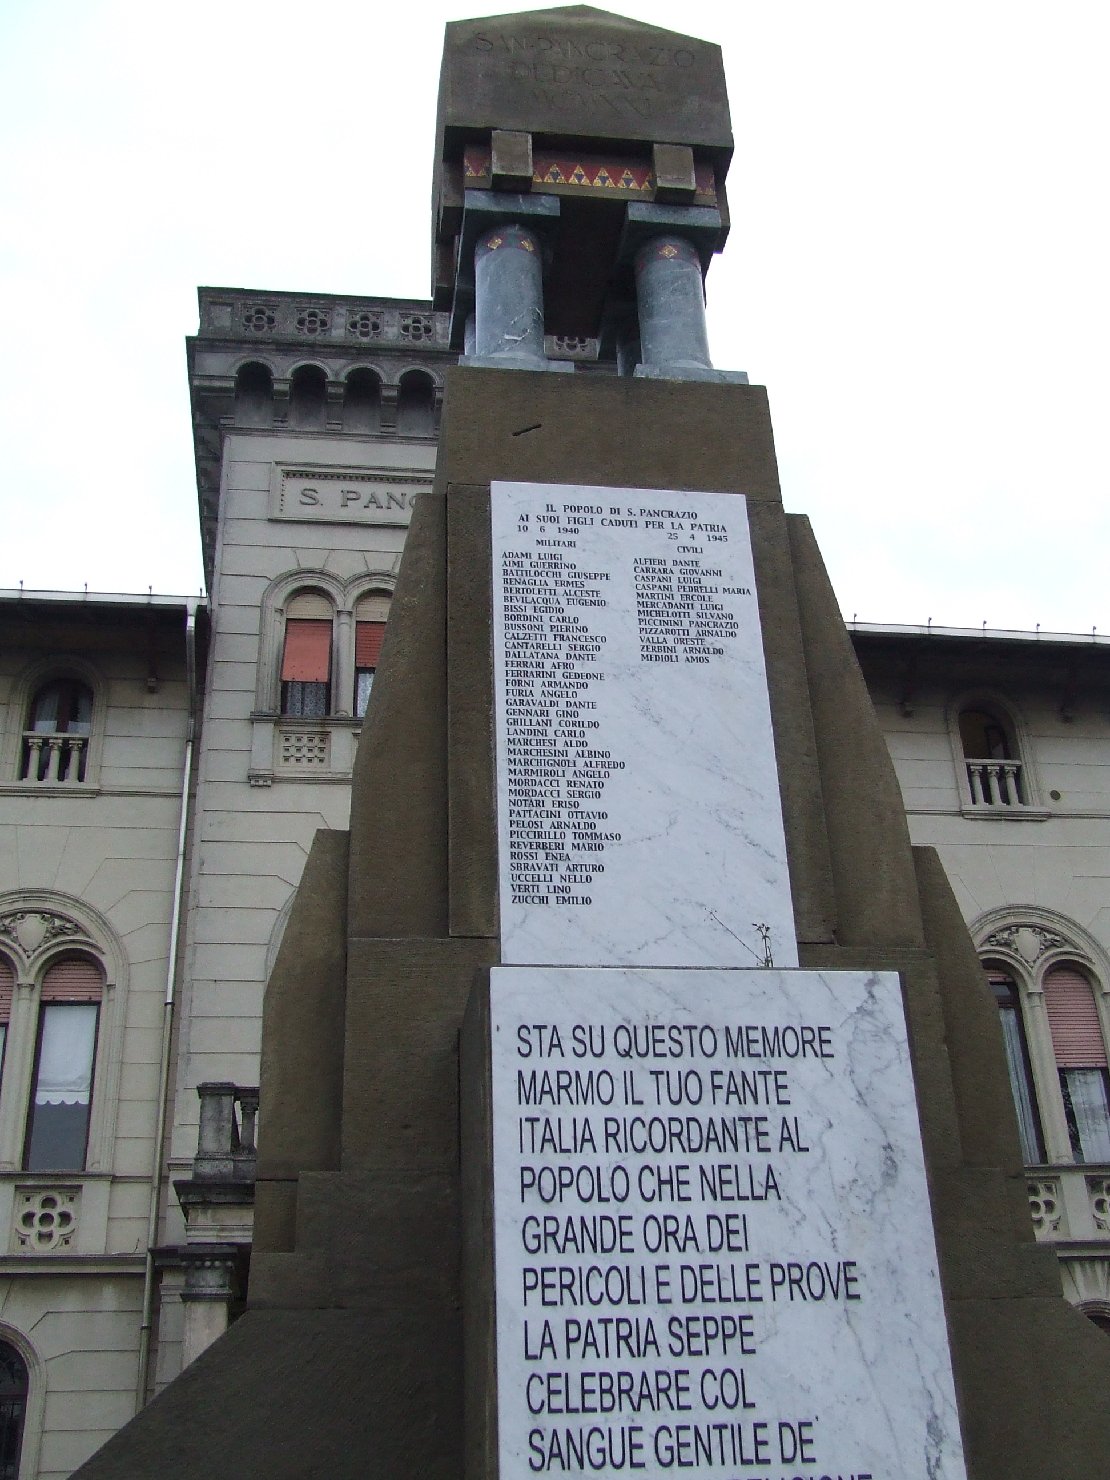 SAN·PANCRAZIO
DEDICAVA
S. PANC
IL POPOLO DI S. PANCRAZIO
AI SUOI FIGLI CADUTI PER LA PATRIA
10 6 1940 25 4 1945
MILITARI
ADAMI LUIGI
AIMI GUERRINO
BATTILOCCHI GIUSEPPE
BENAGLIA ERMES
BERTOLETTI ALCESTE
BEVILACQUA EUGENIO
BISSI EGIDIO
BORDINI CARLO
BUSSONI PIERINO
CALZETTI SERGIO
CANTARELLI SERGIO
DALLATANA DANTE
FERRARI AFRO
FERRARI GEDEONE
FORNI ARMANDO
FURIA ANGELO
GARAVALDI DANTE
GENNARI GINO
GHILLANI CORILDO
LANDINI CARLO
MARCHESI ALDO
MARCHESINI ALBINO
MARCHIGNOLI ALFREDO
MARMIROLI ANGELO
MORDACCI RENATO
MORDACCI SERGIO
NOTARI ERISO
PATTACINI OTTAVIO
PELOSI ARNALDO
PICCIRILLO TOMMASO
REVERBERI MARIO
ROSSI ENEA
SBRAVATI ARTURO
UCCELLI NELLO
VERTI LINO
ZUCCHI EMILIO
CIVILI
ALFIERI DANTE
CARRARA GIOVANNI
CASPANI LUIGI
CASPANI PEDRELLI MARIA
MARTINI ERCOLE
MERCADANTI LUIGI
MICHELOTTI SILVANO
PICCININI PANCRAZIO
PIZZAROTTI ARNALDO
VALLA ORESTE
ZERBINI ARNALDO
MEDIOLI AMOS
STA SU QUESTO MEMORE
MARMO IL TUO FANTE
ITALIA RICORDANTE AL
POPOLO CHE NELLA
GRANDE ORA DEI
PERICOLI E DELLE PROVE
LA PATRIA SEPPE
CELEBRARE COL
SANGUE GENTILE DEI